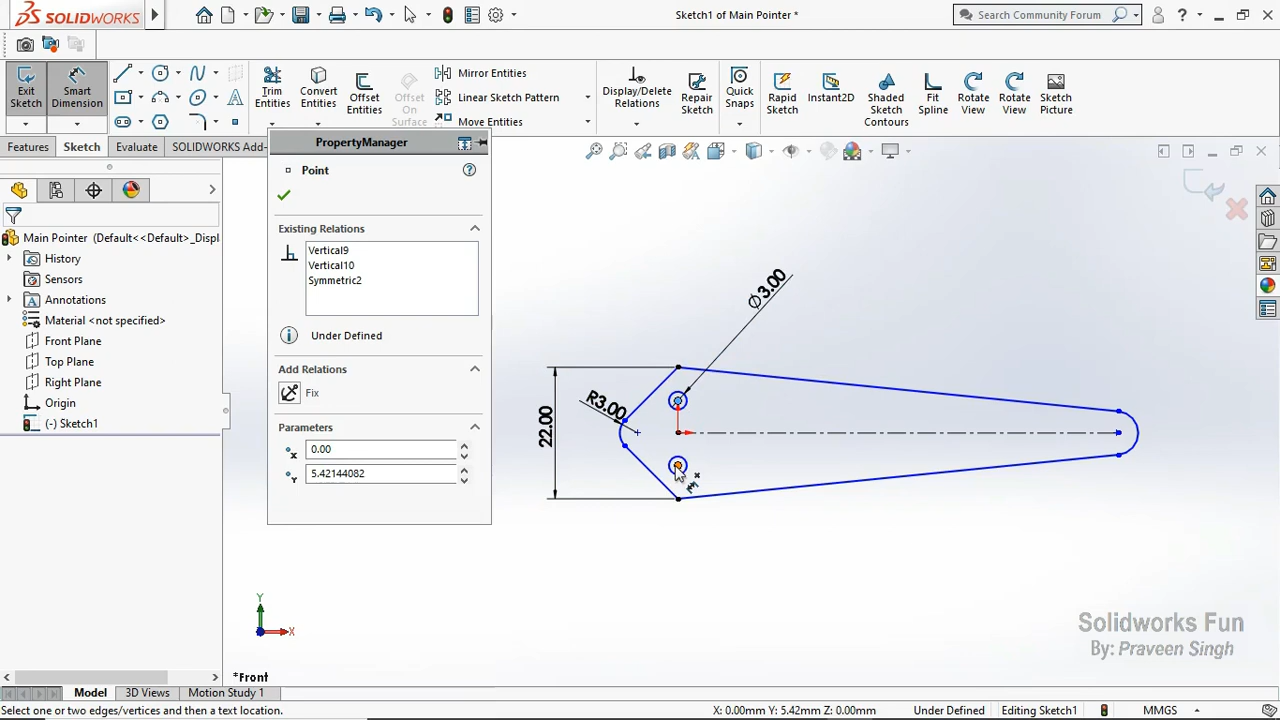 SOLIDWORKS
Sketch1 of Main Pointer *
Search Community Forum
?
Exit Sketch
Smart Dimension
Trim Entities
Convert Entities
Offset Entities
Offset On Surface
Mirror Entities
Linear Sketch Pattern
Move Entities
Display/Delete Relations
Repair Sketch
Quick Snaps
Rapid Sketch
Instant2D
Shaded Sketch Contours
Fit Spline
Rotate View
Rotate View
Sketch Picture
Features
Sketch
Evaluate
SOLIDWORKS Add-
PropertyManager
Point
?
Existing Relations
Vertical9
Vertical10
Symmetric2
Under Defined
Add Relations
Fix
Parameters
x 0.00
Y 5.42144082
Main Pointer (Default<<Default>_Displ
History
Sensors
A Annotations
Material <not specified>
Front Plane
Top Plane
Right Plane
Origin
(-) Sketch1
∅3.00
R3.00
22.00
Y
X
*Front
Solidworks Fun
By: Praveen Singh
Model
3D Views
Motion Study 1
Select one or two edges/vertices and then a text location.
X: 0.00mm Y: 5.42mm Z: 0.00mm
Under Defined
Editing Sketch1
MMGS